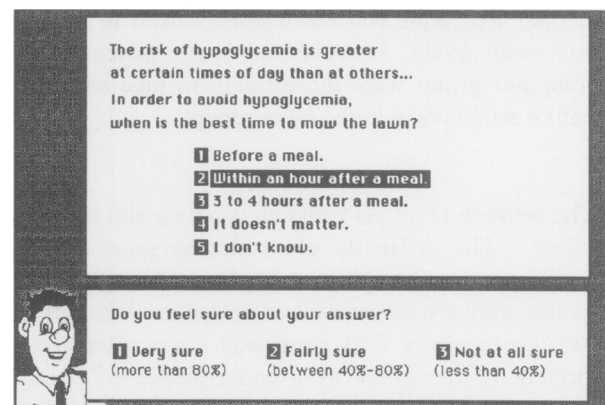 The risk of hypoglycemia is greater
at certain times of day than at others...
In order to avoid hypoglycemia,
when is the best time to mow the lawn?
1 Before a meal.
2 Within an hour after a meal.
3 3 to 4 hours after a meal.
4 It doesn't matter.
5 I don't know.
Do you feel sure about your answer?
1 Very sure 2 Fairly sure 3 Not at all sure
(more than 80%) (between 40%-80%) (less than 40%)